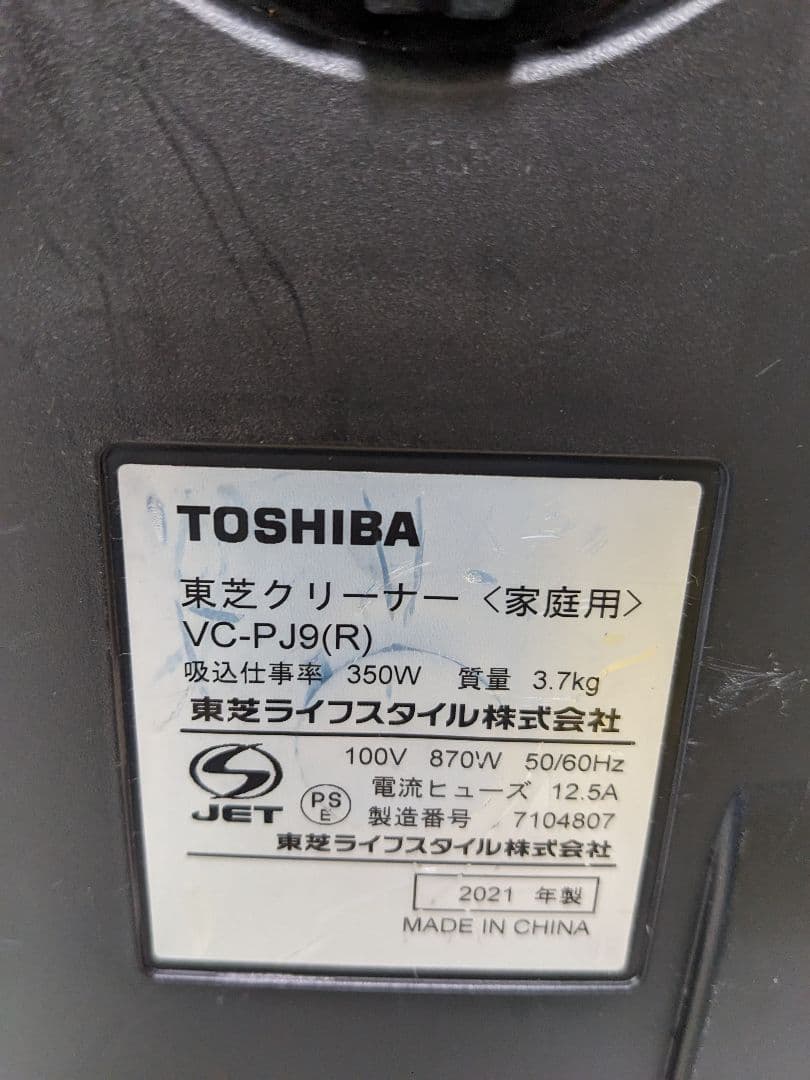 TOSHIBA
東芝クリーナー〈家庭用〉
VC-PJ9(R)
吸込仕事率 350W 質量 3.7kg
東芝ライフスタイル株式会社
100V 870W 50/60Hz
電流ヒューズ 12.5A
JET PS E 製造番号 7104807
東芝ライフスタイル株式会社
2021 年製
MADE IN CHINA